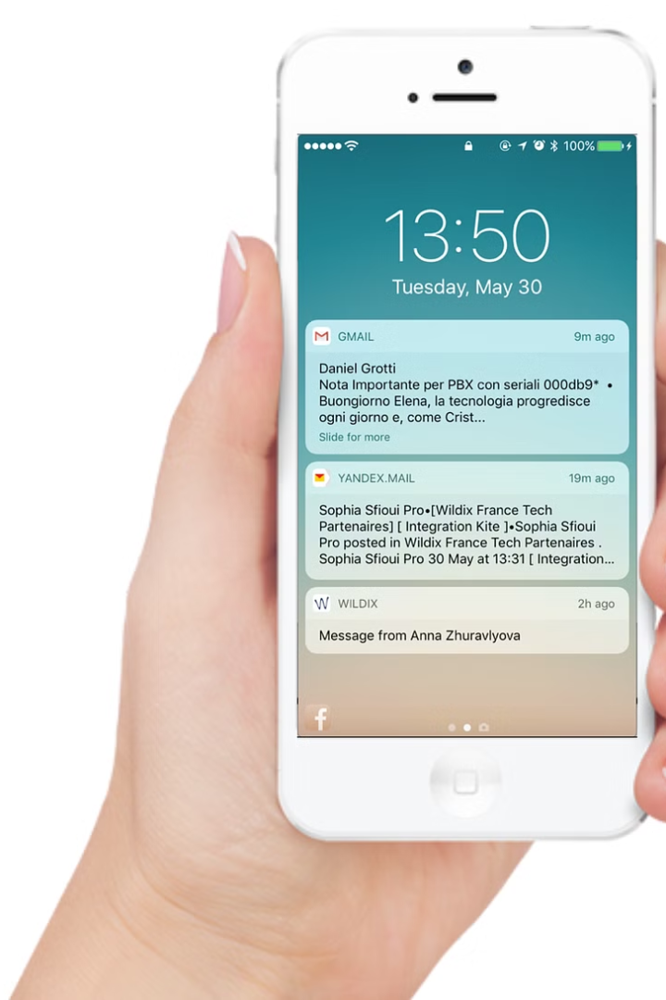 100%
13:50
Tuesday, May 30
GMAIL 9m ago
Daniel Grotti
Nota Importante per PBX con seriali 000db9* •
Buongiorno Elena, la tecnologia progredisce
ogni giorno e, come Crist...
Slide for more
YANDEX.MAIL 19m ago
Sophia Sfioui Pro•[Wildix France Tech
Partenaires] [ Integration Kite ]•Sophia Sfioui
Pro posted in Wildix France Tech Partenaires .
Sophia Sfioui Pro 30 May at 13:31 [ Integration...
W WILDIX 2h ago
Message from Anna Zhuravlyova
f